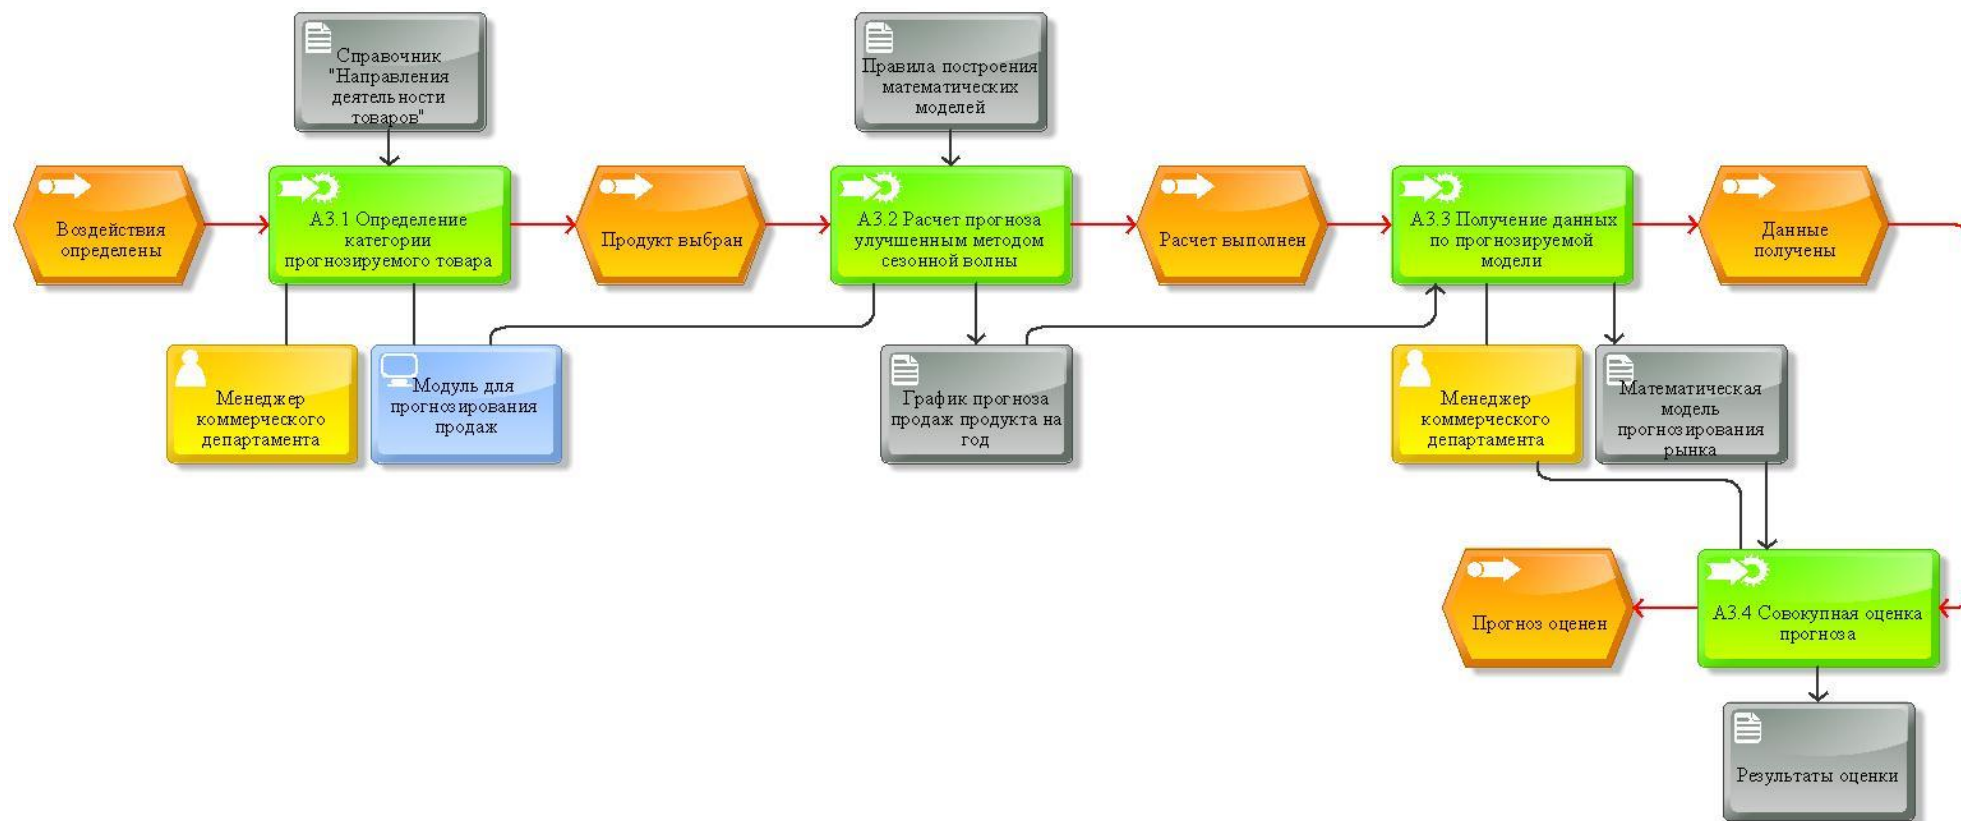 Справочник
"Направления
деятельности
товаров"
Правила построения
математических
моделей
Воздействия
определены
А3.1 Определение
категории
прогнозируемого товара
Продукт выбран
А3.2 Расчет прогноза
улучшенным методом
сезонной волны
Расчет выполнен
А3.3 Получение данных
по прогнозируемой
модели
Данные
получены
Менеджер
коммерческого
департамента
Модуль для
прогнозирования
продаж
График прогноза
продаж продукта на
год
Менеджер
коммерческого
департамента
Математическая
модель
прогнозирования
рынка
Прогноз оценен
А3.4 Совокупная оценка
прогноза
Результаты оценки